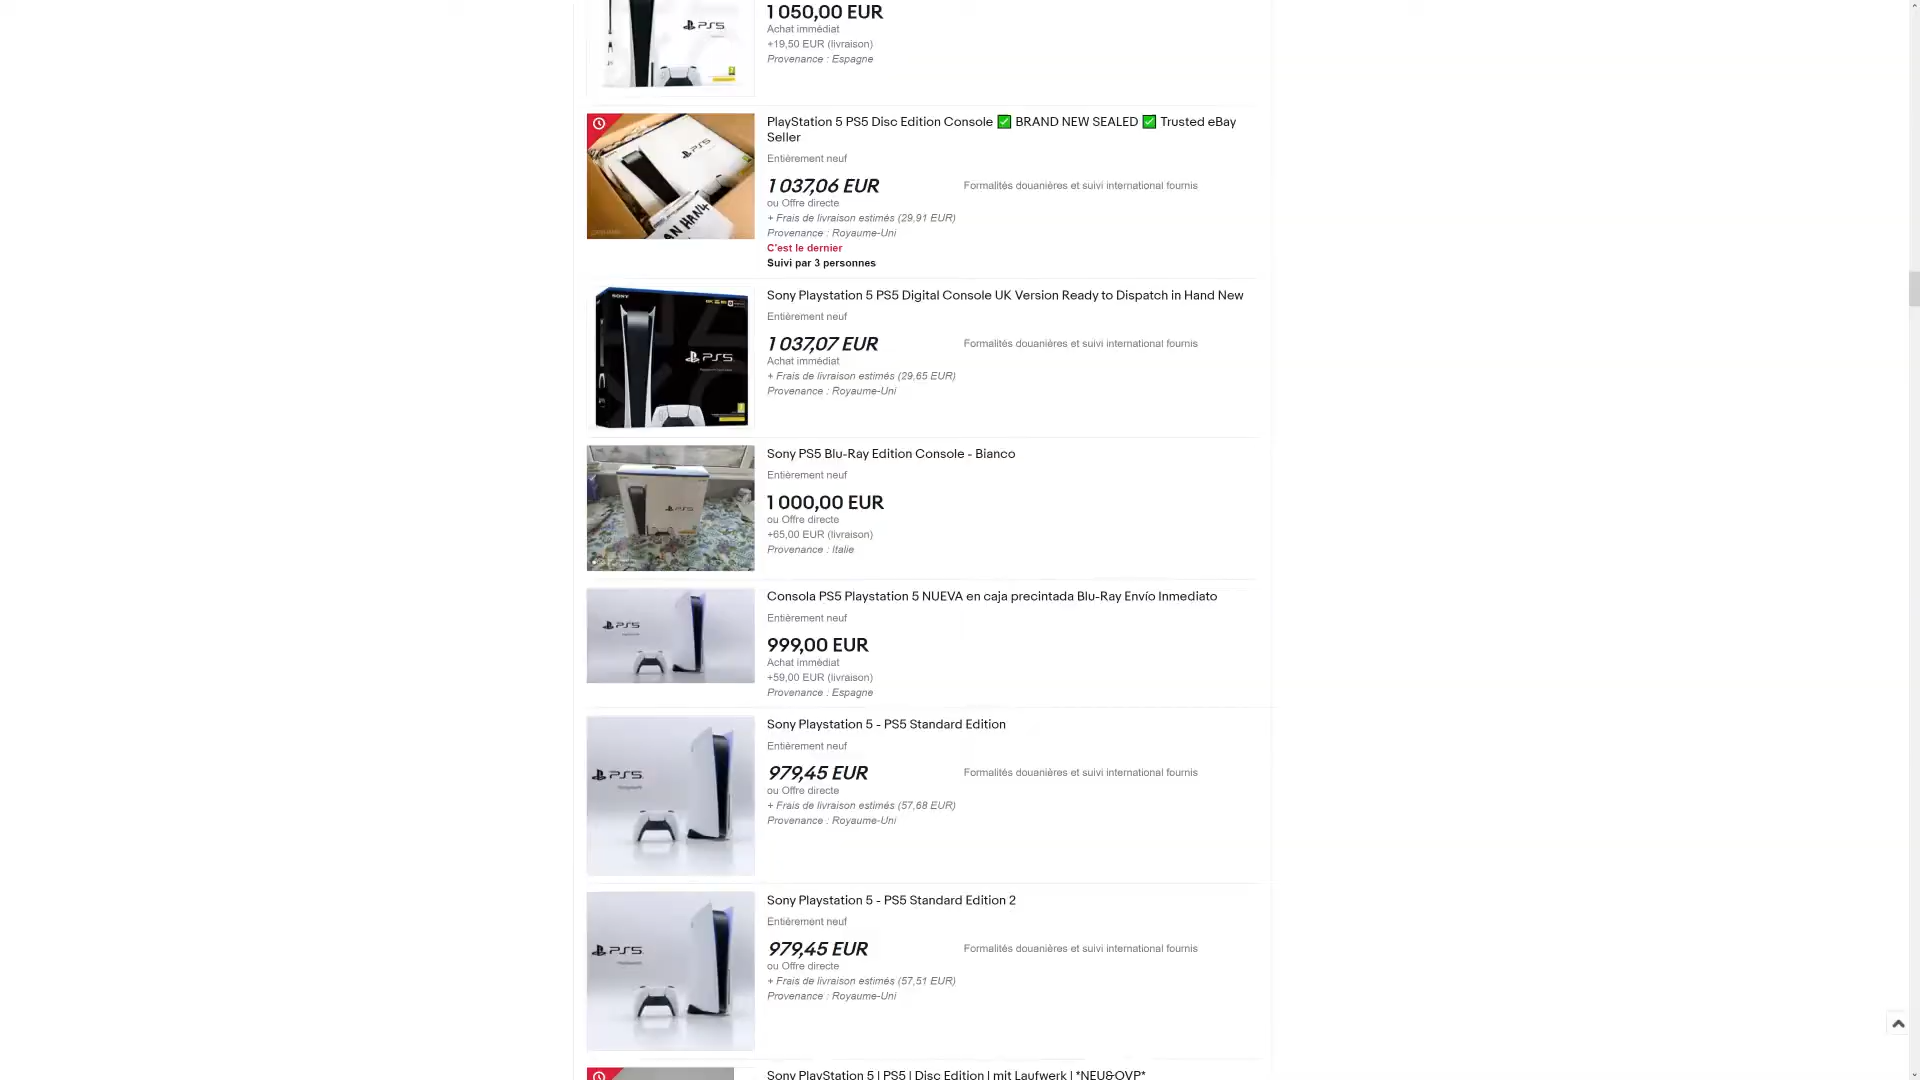 1 050,00 EUR
Achat immédiat
+19,50 EUR (livraison)
Provenance : Espagne
PS5
PlayStation 5 PS5 Disc Edition Console ✅ BRAND NEW SEALED ✅ Trusted eBay
Seller
Entièrement neuf
1 037,06 EUR
Formalités douanières et suivi international fournis
ou Offre directe
+ Frais de livraison estimés (29,91 EUR)
Provenance : Royaume-Uni
C'est le dernier
Suivi par 3 personnes
PS5
Sony Playstation 5 PS5 Digital Console UK Version Ready to Dispatch in Hand New
Entièrement neuf
1 037,07 EUR
Formalités douanières et suivi international fournis
Achat immédiat
+ Frais de livraison estimés (29,65 EUR)
Provenance : Royaume-Uni
SONY
PS5
Sony PS5 Blu-Ray Edition Console - Bianco
Entièrement neuf
1 000,00 EUR
ou Offre directe
+65,00 EUR (livraison)
Provenance : Italie
PS5
Consola PS5 Playstation 5 NUEVA en caja precintada Blu-Ray Envío Inmediato
Entièrement neuf
999,00 EUR
Achat immédiat
+59,00 EUR (livraison)
Provenance : Espagne
PS5
Sony Playstation 5 - PS5 Standard Edition
Entièrement neuf
979,45 EUR
Formalités douanières et suivi international fournis
ou Offre directe
+ Frais de livraison estimés (57,68 EUR)
Provenance : Royaume-Uni
PS5
Sony Playstation 5 - PS5 Standard Edition 2
Entièrement neuf
979,45 EUR
Formalités douanières et suivi international fournis
ou Offre directe
+ Frais de livraison estimés (57,51 EUR)
Provenance : Royaume-Uni
PS5
Sony PlayStation 5 | PS5 | Disc Edition | mit Laufwerk | *NEU&OVP*